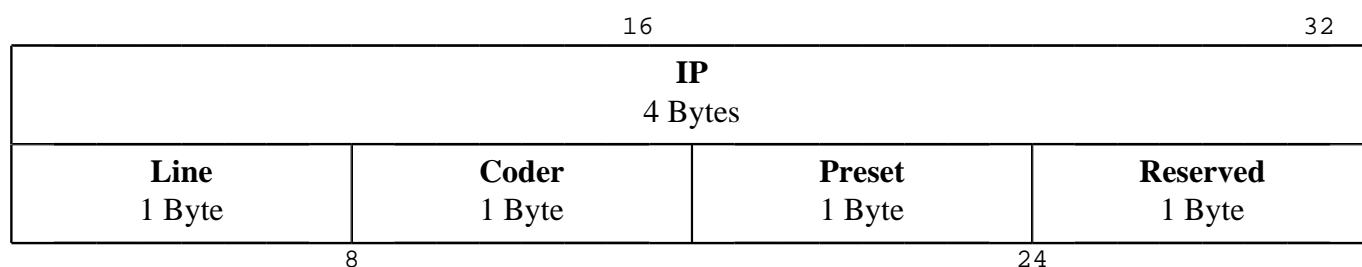 16 32
IP
4 Bytes
Line Coder Preset Reserved
1 Byte 1 Byte 1 Byte 1 Byte
8 24